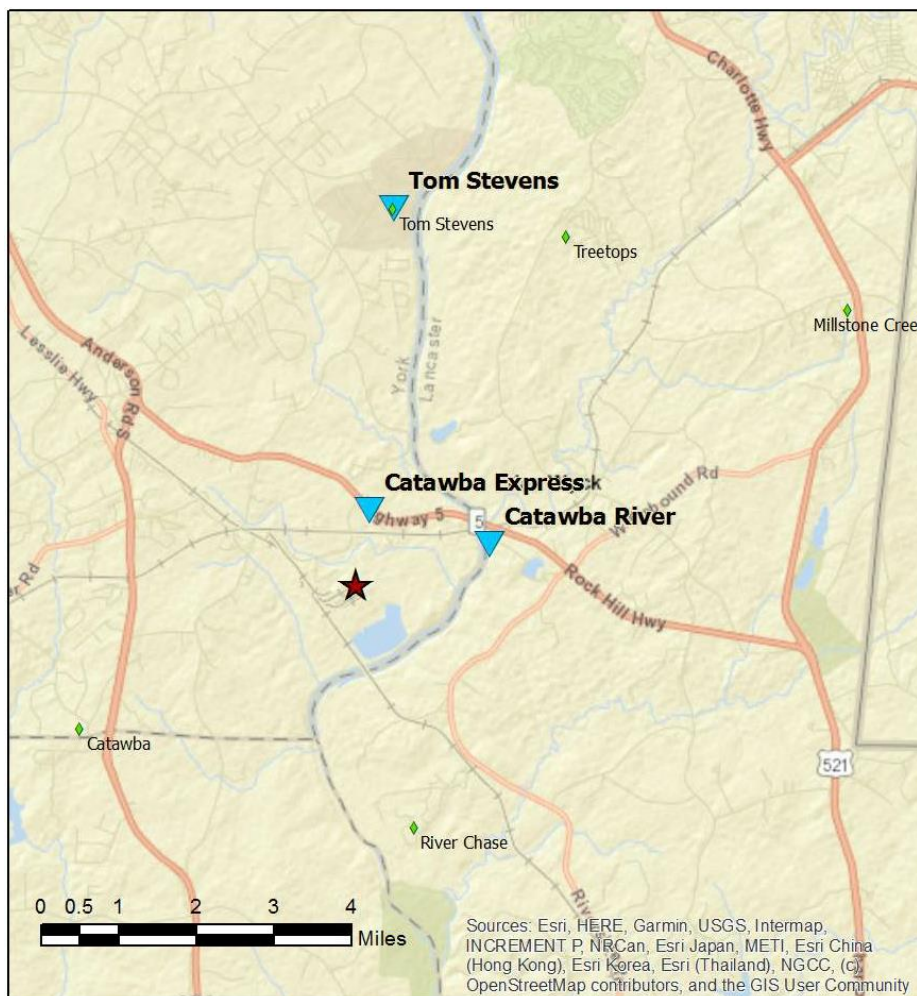 Charlotte Hwy
Tom Stevens
Tom Stevens
Treetops
Millstone Cree
Lesslie Hwy
Anderson Rd S
York
Lancaster
Catawba Express
ghway 5
5
Catawba River
Rd
Rock Hill Hwy
er Rd
521
Catawba
River Chase
0 0.5 1 2 3 4
Miles
Sources: Esri, HERE, Garmin, USGS, Intermap,
INCREMENT P, NRCan, Esri Japan, METI, Esri China
(Hong Kong), Esri Korea, Esri (Thailand), NGCC, (c)
OpenStreetMap contributors, and the GIS User Community